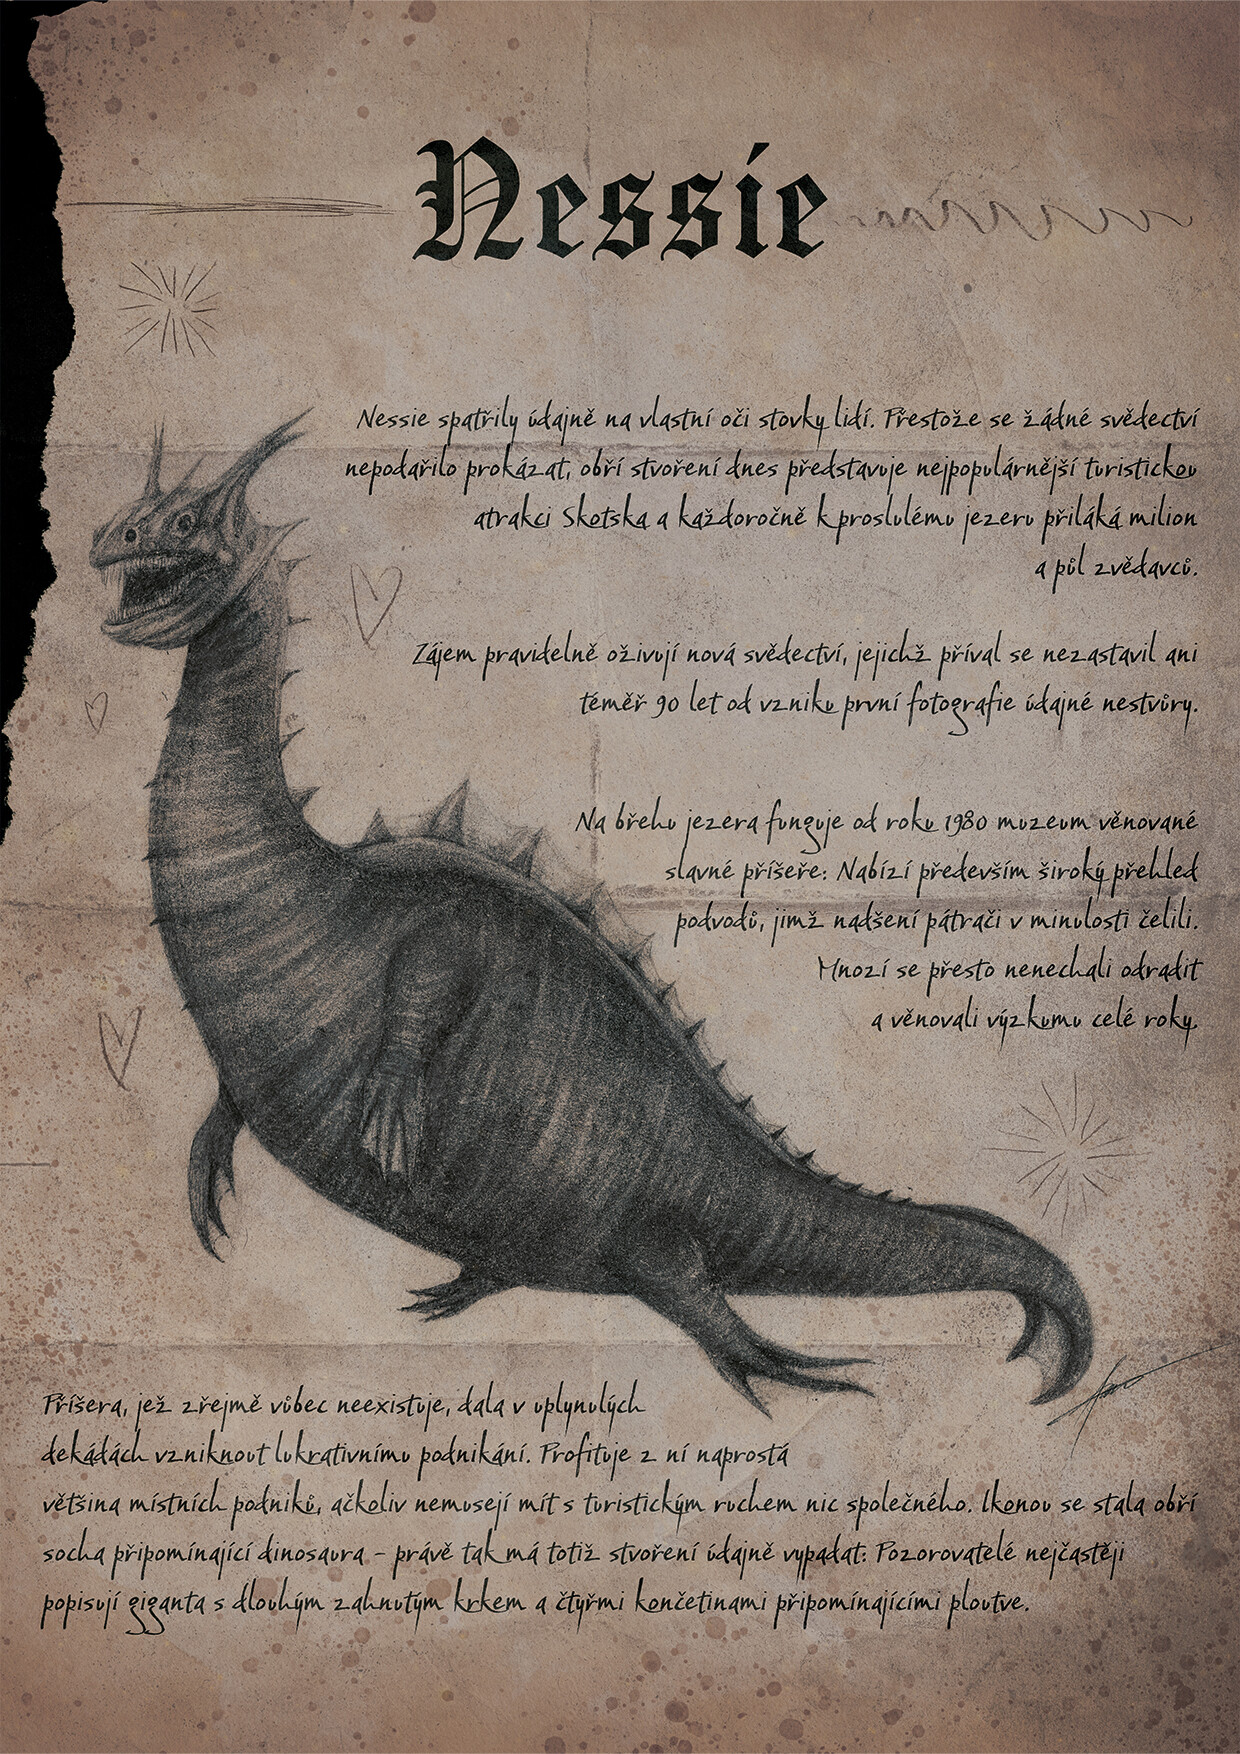 Nessie
Nessie spatřily údajně na vlastní oči stovky lidí. Přestože se žádné svědectví
nepodařilo prokázat, obří stvoření dnes představuje nejpopulárnější turistickou
atrakci Skotska a každoročně k proslulému jezeru přiláká milion
a půl zvědavců.
Zájem pravidelně oživují nová svědectví, jejichž příval se nezastavil ani
téměř 90 let od vzniku první fotografie údajné nestvůry.
Na břehu jezera funguje od roku 1980 muzeum věnované
slavné příšeře: Nabízí především široký přehled
podvodů, jimž nadšení pátrači v minulosti čelili.
Mnozí se přesto nenechali odradit
a věnovali výzkumu celé roky.
Příšera, jež zřejmě vůbec neexistuje, dala v uplynulých
dekádách vzniknout lukrativnímu podnikání. Profituje z ní naprostá
většina místních podniků, ačkoliv nemusejí mít s turistickým ruchem nic společného. Ikonou se stala obří
socha připomínající dinosaura – právě tak má totiž stvoření údajně vypadat: Pozorovatelé nejčastěji
popisují giganta s dlouhým zahnutým krkem a čtyřmi končetinami připomínajícími ploutve.